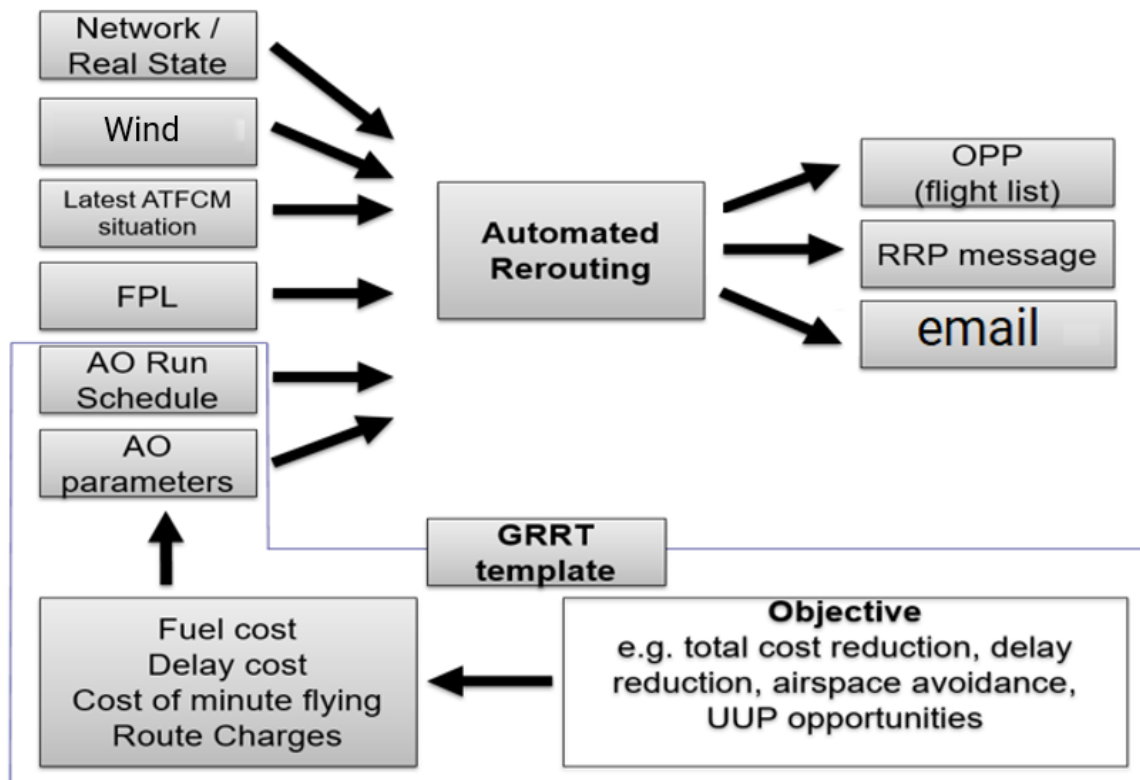 Network /
Real State
Wind
Latest ATFCM
situation
FPL
AO Run
Schedule
AO
parameters
Automated
Rerouting
OPP
(flight list)
RRP message
email
GRRT
template
Fuel cost
Delay cost
Cost of minute flying
Route Charges
Objective
e.g. total cost reduction, delay
reduction, airspace avoidance,
UUP opportunities